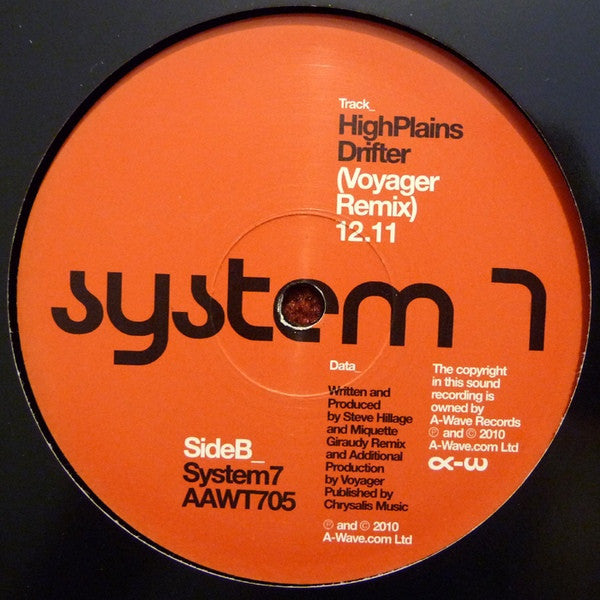 Track_
HighPlains
Drifter
(Voyager
Remix)
12.11
system 7
Data_
Written and
Produced
by Steve Hillage
and Miquette
Giraudy Remix
and Additional
Production
by Voyager
Published by
Chrysalis Music
℗ and © 2010
A-Wave.com Ltd
The copyright
in this sound
recording is
owned by
A-Wave Records
℗ and © 2010
A-Wave.com Ltd
α-ω
SideB_
System7
AAWT705